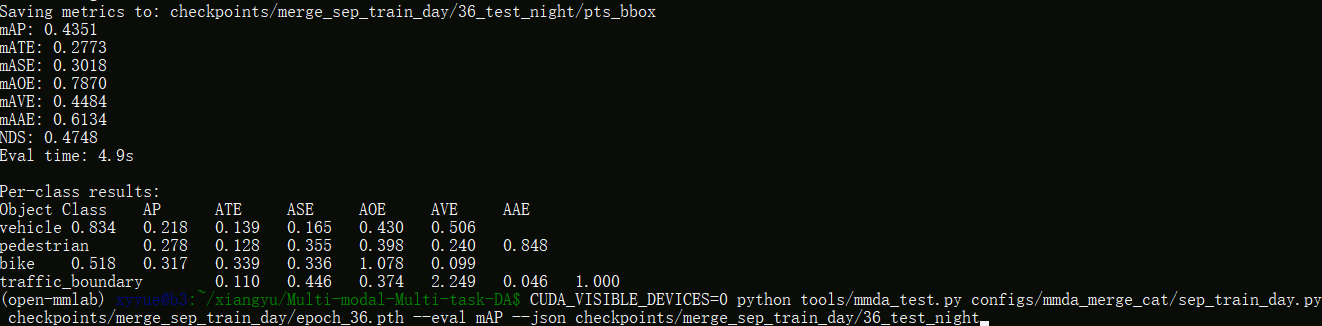 Saving metrics to: checkpoints/merge_sep_train_day/36_test_night/pts_bbox
mAP: 0.4351
mATE: 0.2773
mASE: 0.3018
mAOE: 0.7870
mAVE: 0.4484
mAAE: 0.6134
NDS: 0.4748
Eval time: 4.9s

Per-class results:
Object Class    AP      ATE     ASE     AOE     AVE     AAE
vehicle 0.834   0.218   0.139   0.165   0.430   0.506
pedestrian      0.278   0.128   0.355   0.398   0.240   0.848
bike    0.518   0.317   0.339   0.336   1.078   0.099
traffic_boundary        0.110   0.446   0.374   2.249   0.046   1.000
(open-mmlab) xyyue@b3:~/xiangyu/Multi-modal-Multi-task-DA$ CUDA_VISIBLE_DEVICES=0 python tools/mmda_test.py configs/mmda_merge_cat/sep_train_day.py
checkpoints/merge_sep_train_day/epoch_36.pth --eval mAP --json checkpoints/merge_sep_train_day/36_test_night